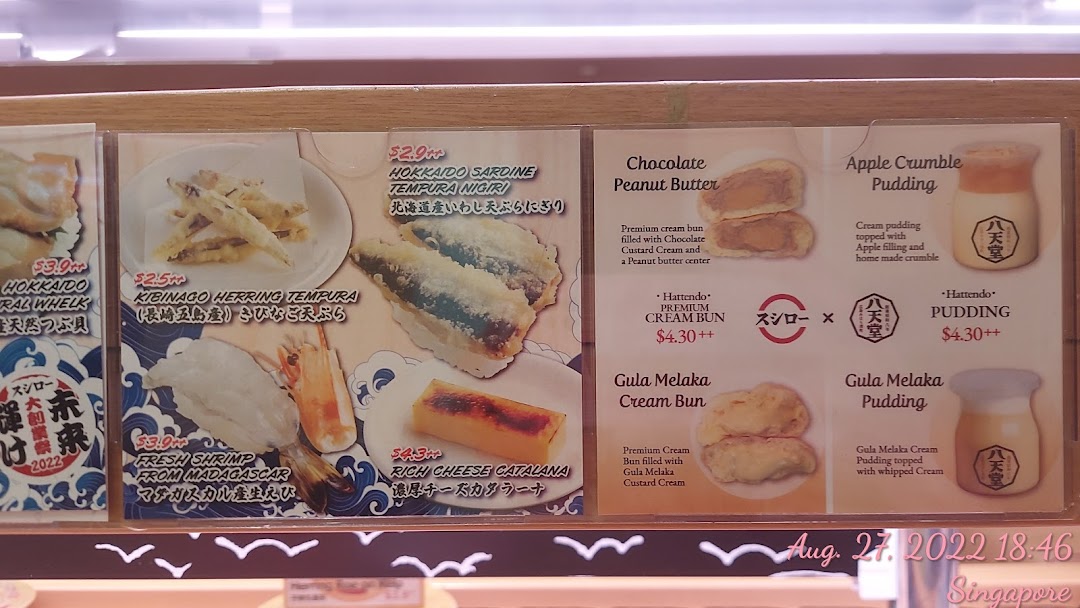 $3.9++
HOKKAIDO
RAL WHELK
天然つぶ貝
スシロー
大創業祭
未来
輝け
2022
$2.5++
KIBINAGO HERRING TEMPURA
(長崎五島産) きびなご天ぷら
$2.9++
HOKKAIDO SARDINE
TEMPURA NIGIRI
北海道産いわし天ぷらにぎり
$3.9++
FRESH SHRIMP
FROM MADAGASCAR
マダガスカル産生えび
$4.3++
RICH CHEESE CATALANA
濃厚チーズカタラーナ
Chocolate
Peanut Butter
Premium cream bun
filled with Chocolate
Custard Cream and
a Peanut butter center
Apple Crumble
Pudding
Cream pudding
topped with
Apple filling and
home made crumble
八天堂
・Hattendo・
PREMIUM
CREAM BUN
$4.30++
スシロー × 八天堂
・Hattendo・
PUDDING
$4.30++
Gula Melaka
Cream Bun
Premium Cream
Bun filled with
Gula Melaka
Custard Cream
Gula Melaka
Pudding
Gula Melaka Cream
Pudding topped
with whipped Cream
八天堂
Aug. 27. 2022 18:46
Singapore